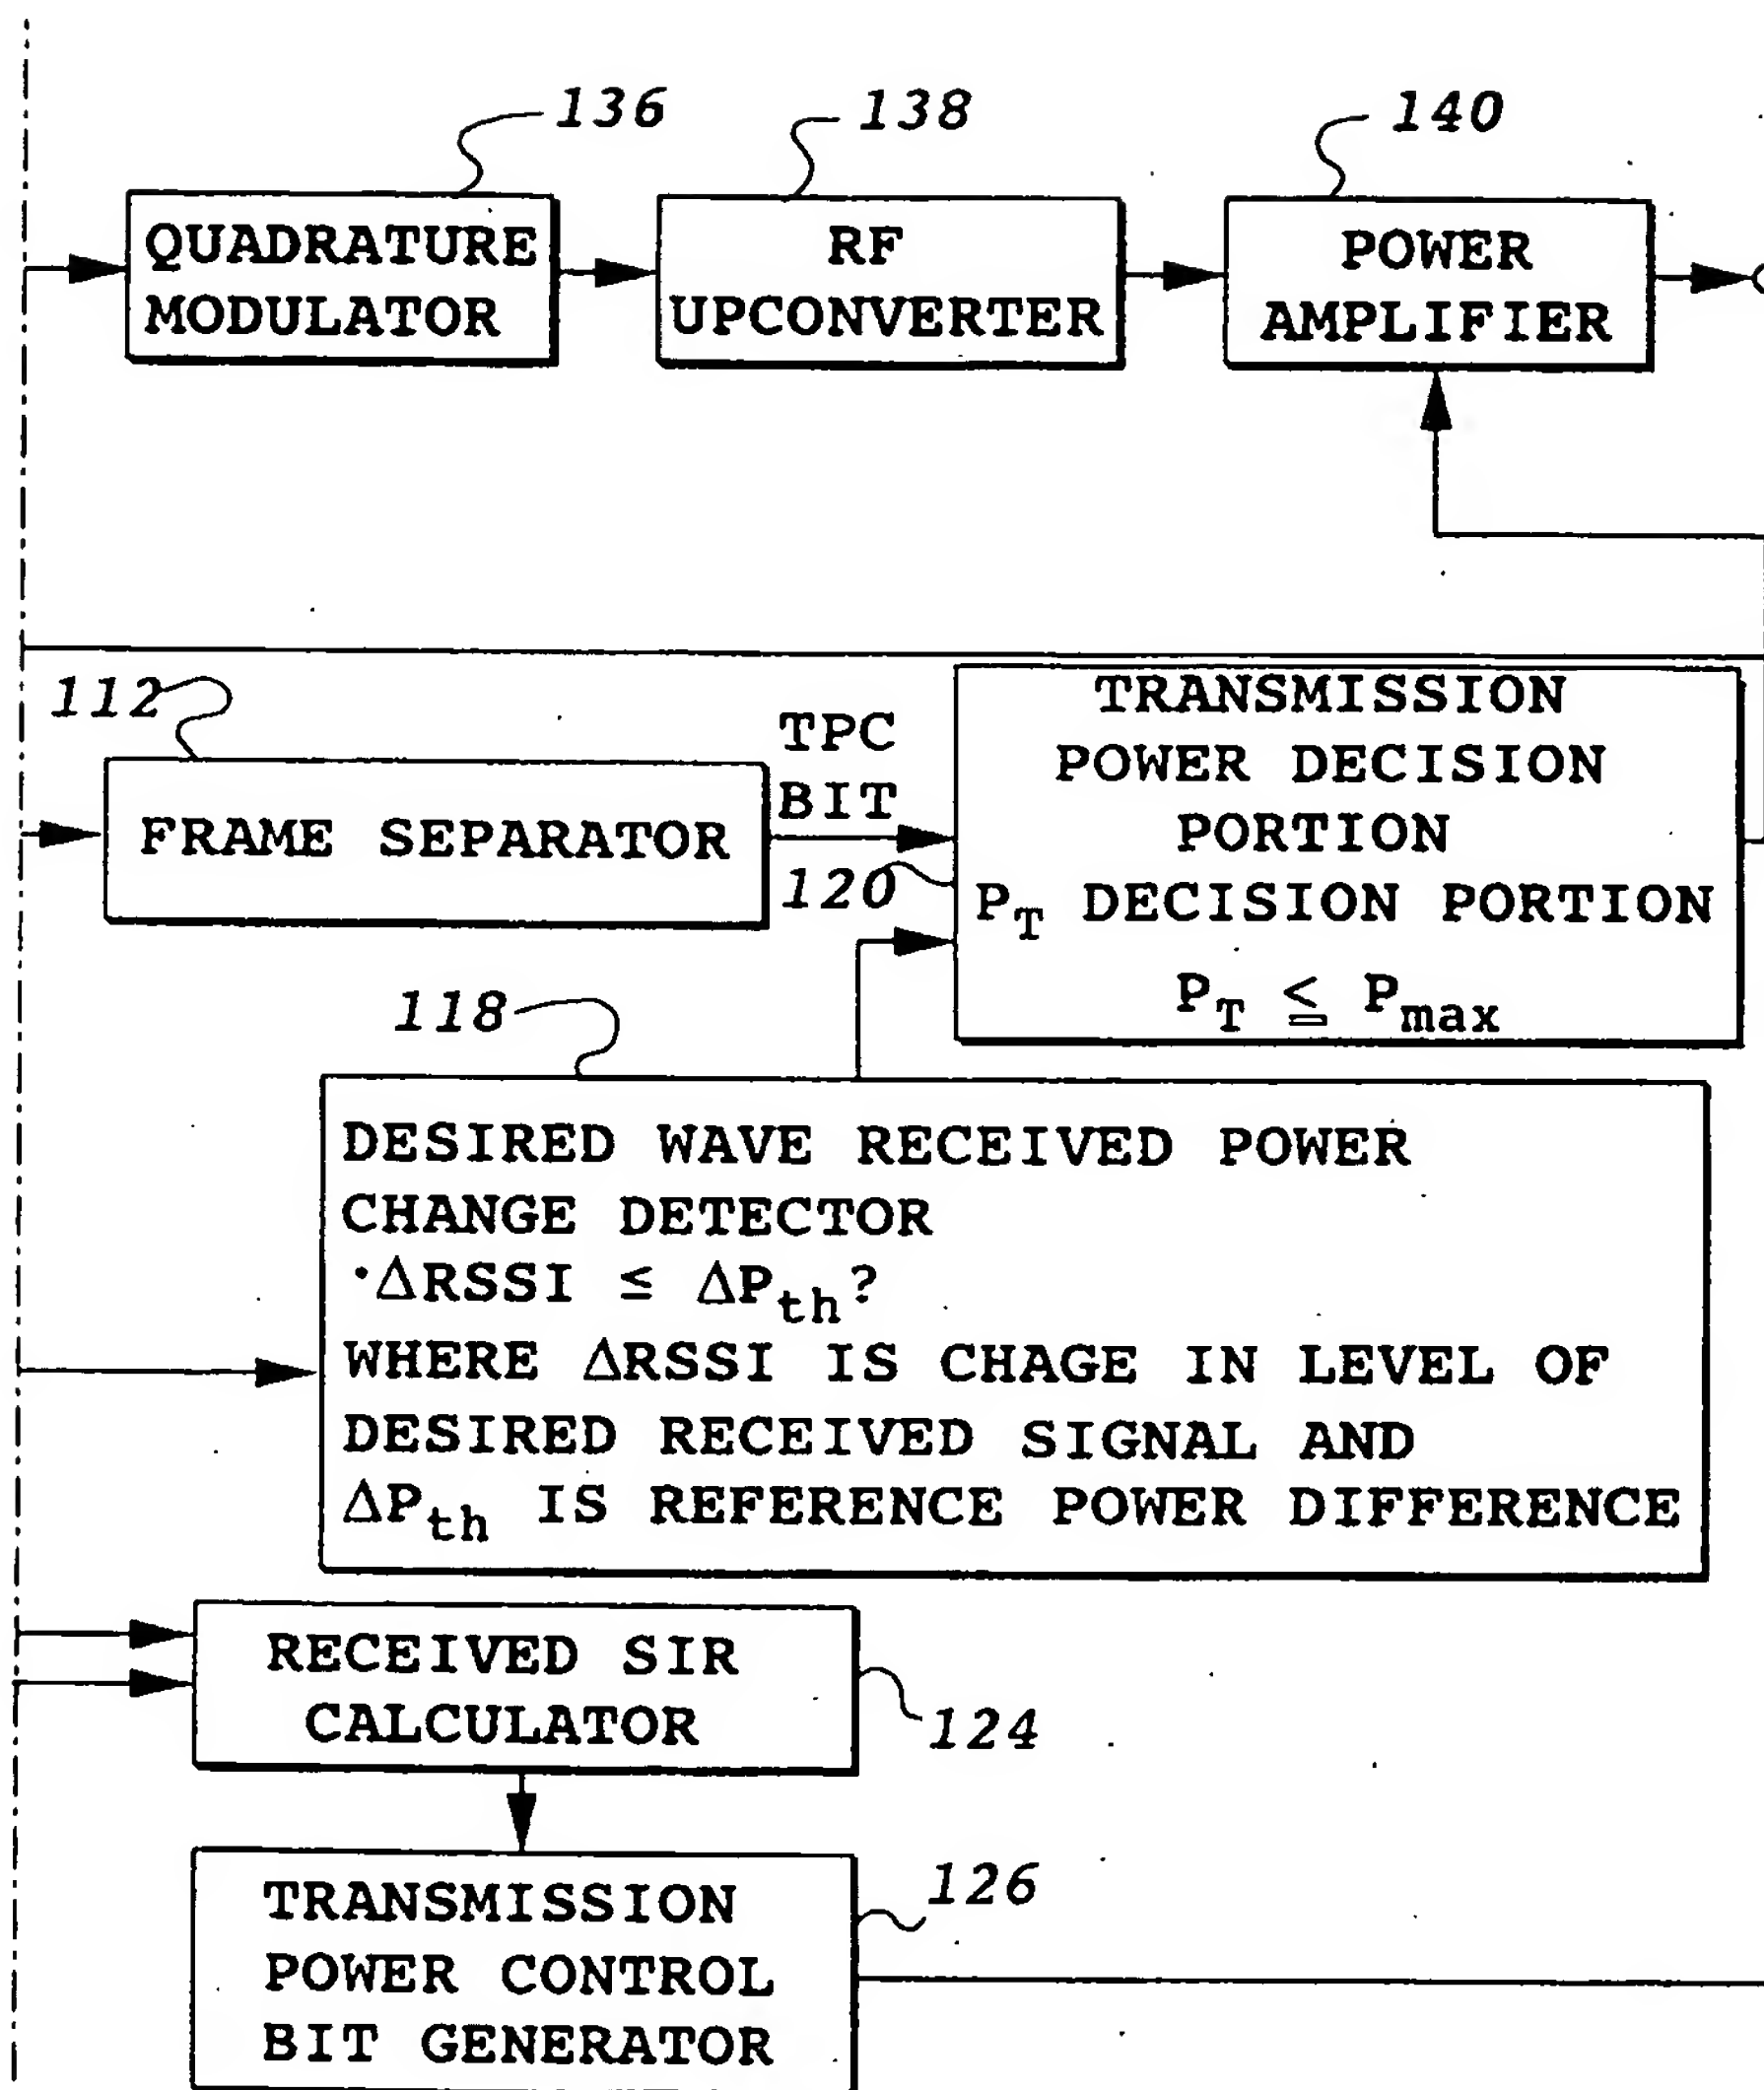 136
138
140
QUADRATURE
MODULATOR
RF
UPCONVERTER
POWER
AMPLIFIER
112
FRAME SEPARATOR
TPC
BIT
120
TRANSMISSION
POWER DECISION
PORTION
P_T DECISION PORTION
P_T ≦ P_max
118
DESIRED WAVE RECEIVED POWER
CHANGE DETECTOR
·ΔRSSI ≤ ΔP_th?
WHERE ΔRSSI IS CHAGE IN LEVEL OF
DESIRED RECEIVED SIGNAL AND
ΔP_th IS REFERENCE POWER DIFFERENCE
RECEIVED SIR
CALCULATOR
124
TRANSMISSION
POWER CONTROL
BIT GENERATOR
126